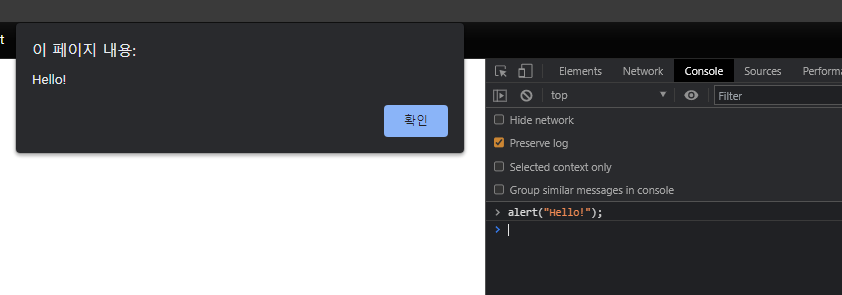 t
이 페이지 내용:
Hello!
확인
Elements Network Console Sources Performa
top Filter
Hide network
Preserve log
Selected context only
Group similar messages in console
alert("Hello!");